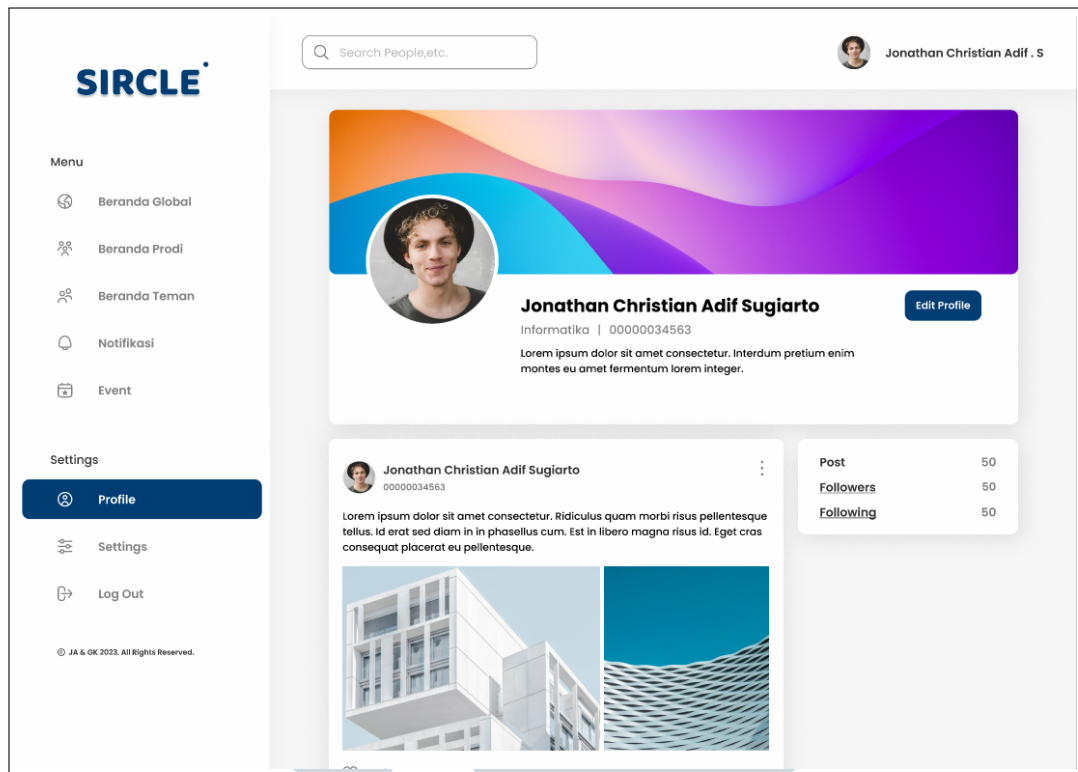 SIRCLE
Search People,etc.
Jonathan Christian Adif . S
Menu
Beranda Global
Beranda Prodi
Beranda Teman
Notifikasi
Event
Settings
Profile
Settings
Log Out
© JA & GK 2023. All Rights Reserved.
Jonathan Christian Adif Sugiarto
Edit Profile
Informatika | 00000034563
Lorem ipsum dolor sit amet consectetur. Interdum pretium enim
montes eu amet fermentum lorem integer.
Jonathan Christian Adif Sugiarto
00000034563
Lorem ipsum dolor sit amet consectetur. Ridiculus quam morbi risus pellentesque
tellus. Id erat sed diam in in phasellus cum. Est in libero magna risus id. Eget cras
consequat placerat eu pellentesque.
Post 50
Followers 50
Following 50